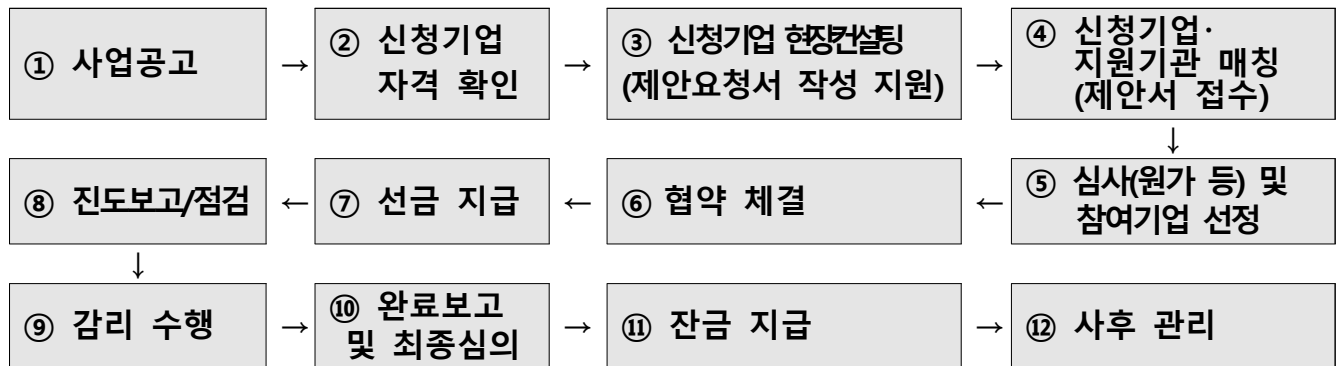 ① 사업공고
→
② 신청기업
자격 확인
→
③ 신청기업 현장컨설팅
(제안요청서 작성 지원)
→
④ 신청기업·
지원기관 매칭
(제안서 접수)
↓
⑤ 심사(원가 등) 및
참여기업 선정
←
⑥ 협약 체결
←
⑦ 선금 지급
←
⑧ 진도보고/점검
↓
⑨ 감리 수행
→
⑩ 완료보고
및 최종심의
→
⑪ 잔금 지급
→
⑫ 사후 관리